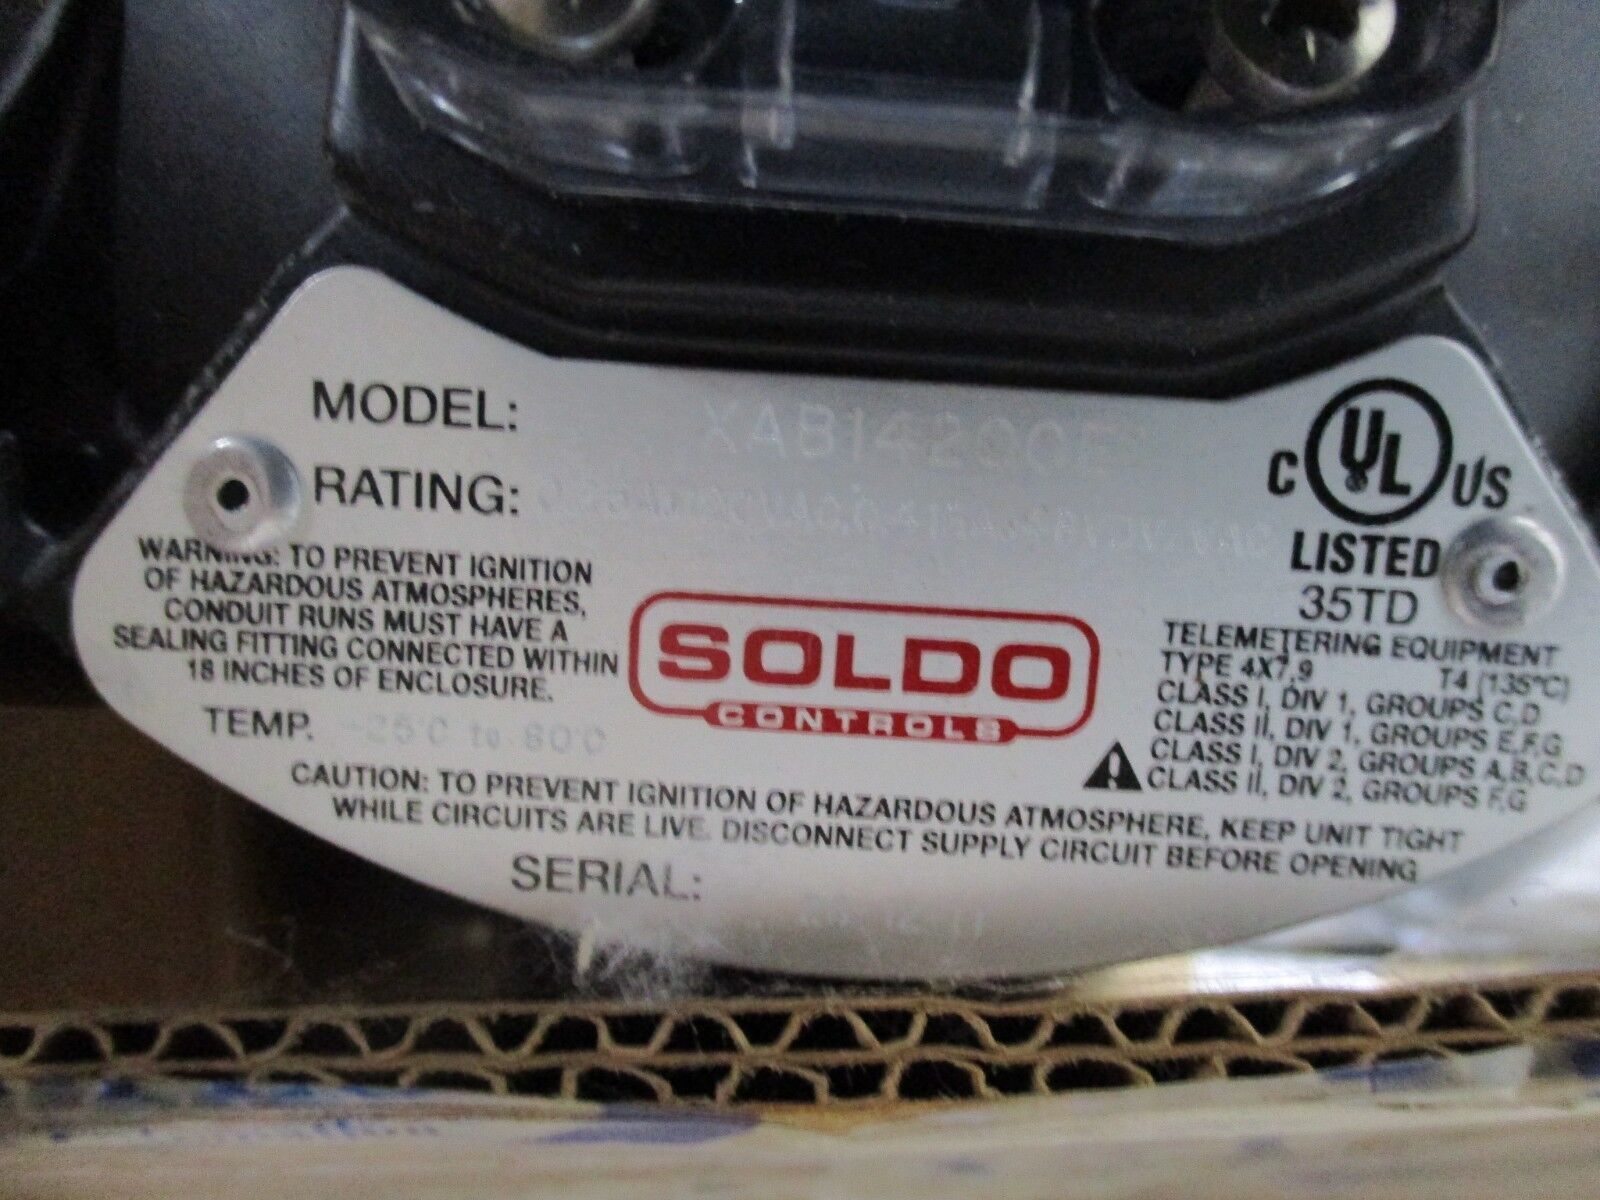 MODEL:
RATING:
C UL US
LISTED
35TD
WARNING: TO PREVENT IGNITION
OF HAZARDOUS ATMOSPHERES,
CONDUIT RUNS MUST HAVE A
SEALING FITTING CONNECTED WITHIN
18 INCHES OF ENCLOSURE.
TEMP. -25°C to 80°C
SOLDO
CONTROLS
TELEMETERING EQUIPMENT
TYPE 4X7,9 T4 (135°C)
CLASS I, DIV 1, GROUPS C,D
CLASS II, DIV 1, GROUPS E,F,G
CLASS I, DIV 2, GROUPS A,B,C,D
CLASS II, DIV 2, GROUPS F,G
CAUTION: TO PREVENT IGNITION OF HAZARDOUS ATMOSPHERE, KEEP UNIT TIGHT
WHILE CIRCUITS ARE LIVE. DISCONNECT SUPPLY CIRCUIT BEFORE OPENING
SERIAL: